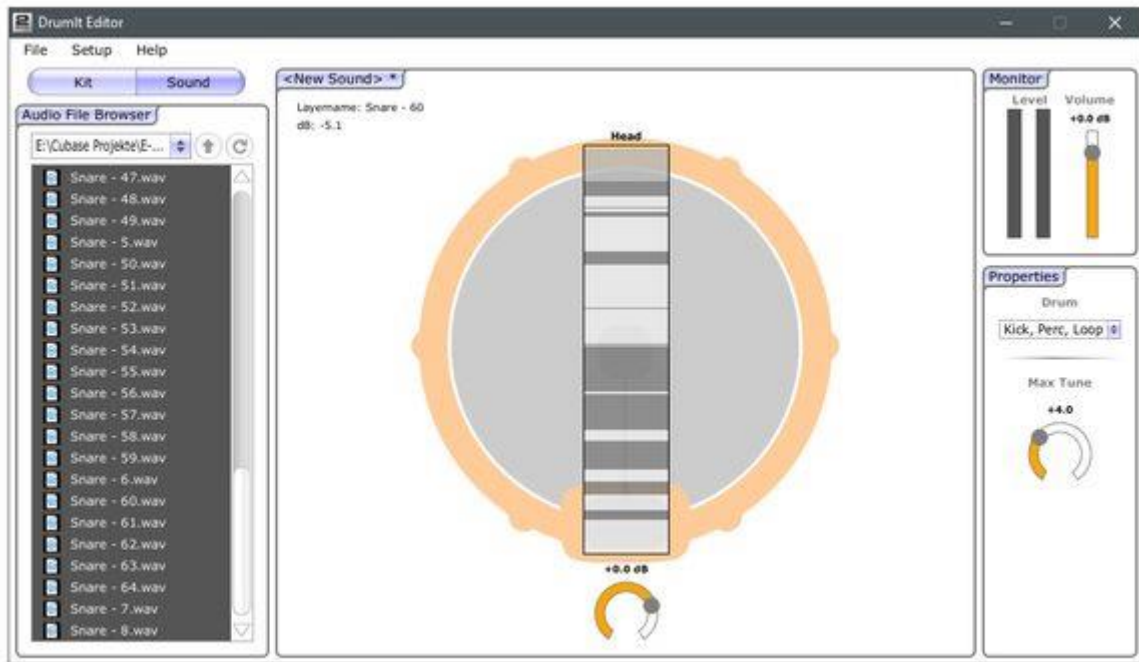 DrumIt Editor
File Setup Help
Kit Sound
Audio File Browser
E:\Cubase Projekte\E-...
Snare - 47.wav
Snare - 48.wav
Snare - 49.wav
Snare - 5.wav
Snare - 50.wav
Snare - 51.wav
Snare - 52.wav
Snare - 53.wav
Snare - 54.wav
Snare - 55.wav
Snare - 56.wav
Snare - 57.wav
Snare - 58.wav
Snare - 59.wav
Snare - 6.wav
Snare - 60.wav
Snare - 61.wav
Snare - 62.wav
Snare - 63.wav
Snare - 64.wav
Snare - 7.wav
Snare - 8.wav
<New Sound> *
Layername: Snare - 60
dB: -5.1
Head
+0.0 dB
Monitor
Level Volume
+0.0 dB
Properties
Drum
Kick, Perc, Loop
Max Tune
+4.0